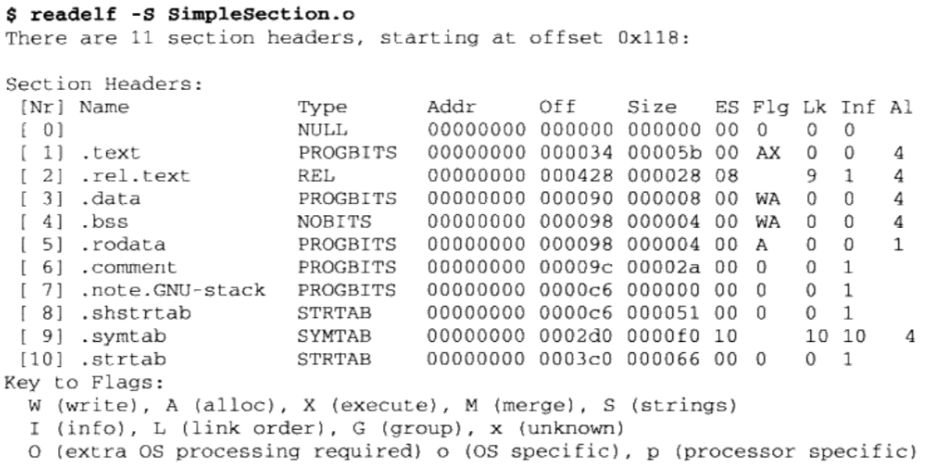 $ readelf -S SimpleSection.o
There are 11 section headers, starting at offset 0x118:
Section Headers:
[Nr] Name Type Addr Off Size ES Flg Lk Inf Al
[ 0] NULL 00000000 000000 000000 00 0 0 0
[ 1] .text PROGBITS 00000000 000034 00005b 00 AX 0 0 4
[ 2] .rel.text REL 00000000 000428 000028 08 9 1 4
[ 3] .data PROGBITS 00000000 000090 000008 00 WA 0 0 4
[ 4] .bss NOBITS 00000000 000098 000004 00 WA 0 0 4
[ 5] .rodata PROGBITS 00000000 000098 000004 00 A 0 0 1
[ 6] .comment PROGBITS 00000000 00009c 00002a 00 0 0 1
[ 7] .note.GNU-stack PROGBITS 00000000 0000c6 000000 00 0 0 1
[ 8] .shstrtab STRTAB 00000000 0000c6 000051 00 0 0 1
[ 9] .symtab SYMTAB 00000000 0002d0 0000f0 10 10 10 4
[10] .strtab STRTAB 00000000 0003c0 000066 00 0 0 1
Key to Flags:
W (write), A (alloc), X (execute), M (merge), S (strings)
I (info), L (link order), G (group), x (unknown)
O (extra OS processing required) o (OS specific), p (processor specific)